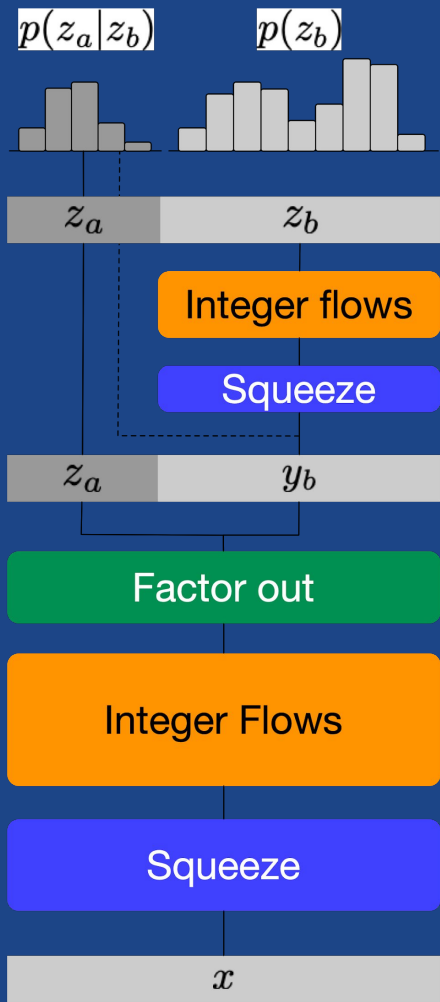 p(z_a|z_b) p(z_b)
z_a z_b
Integer flows
Squeeze
z_a y_b
Factor out
Integer Flows
Squeeze
x